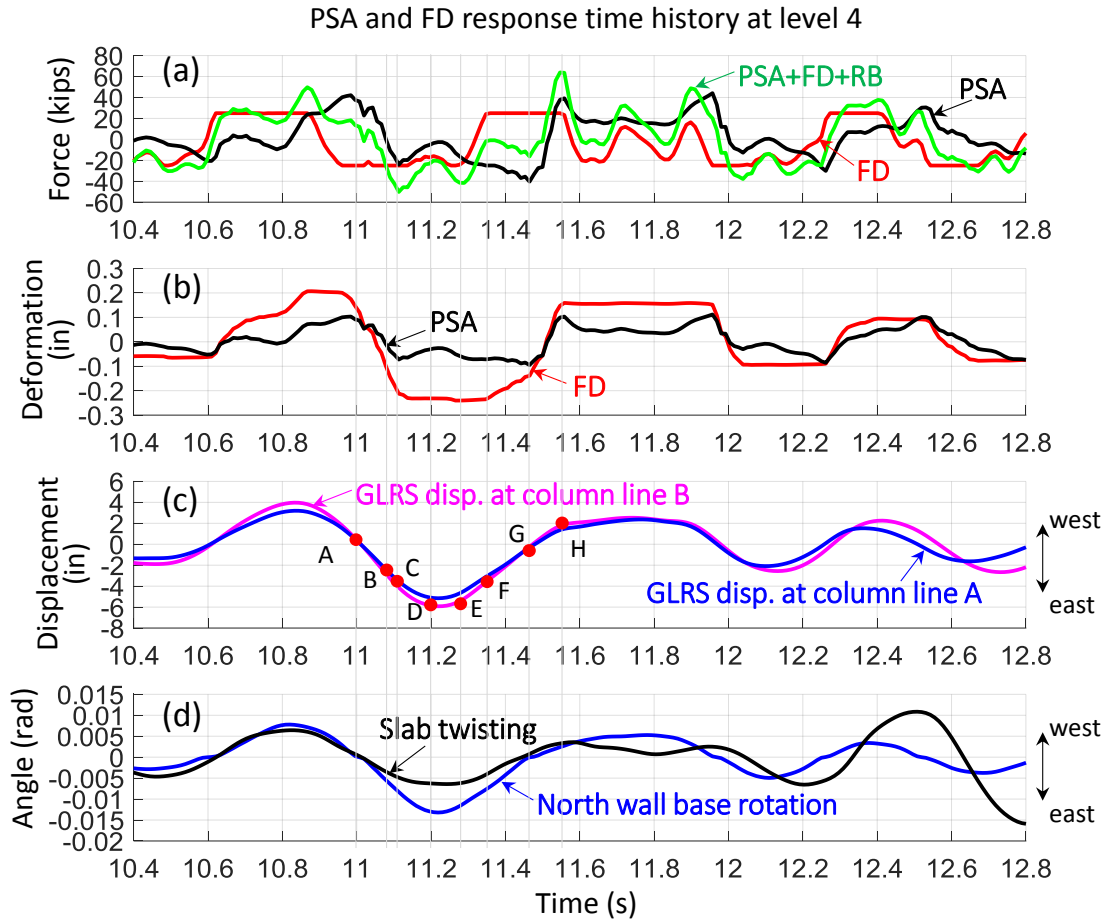 PSA and FD response time history at level 4
(a)
Force (kips)
80
60
40
20
0
-20
-40
-60
PSA+FD+RB
PSA
FD
10.4 10.6 10.8 11 11.2 11.4 11.6 11.8 12 12.2 12.4 12.6 12.8
(b)
Deformation
(in)
0.3
0.2
0.1
0
-0.1
-0.2
-0.3
PSA
FD
10.4 10.6 10.8 11 11.2 11.4 11.6 11.8 12 12.2 12.4 12.6 12.8
(c)
Displacement
(in)
6
4
2
0
-2
-4
-6
-8
GLRS disp. at column line B
A
B
C
D
E
F
G
H
GLRS disp. at column line A
west
east
10.4 10.6 10.8 11 11.2 11.4 11.6 11.8 12 12.2 12.4 12.6 12.8
(d)
Angle (rad)
0.015
0.01
0.005
0
-0.005
-0.01
-0.015
-0.02
Slab twisting
North wall base rotation
west
east
10.4 10.6 10.8 11 11.2 11.4 11.6 11.8 12 12.2 12.4 12.6 12.8
Time (s)